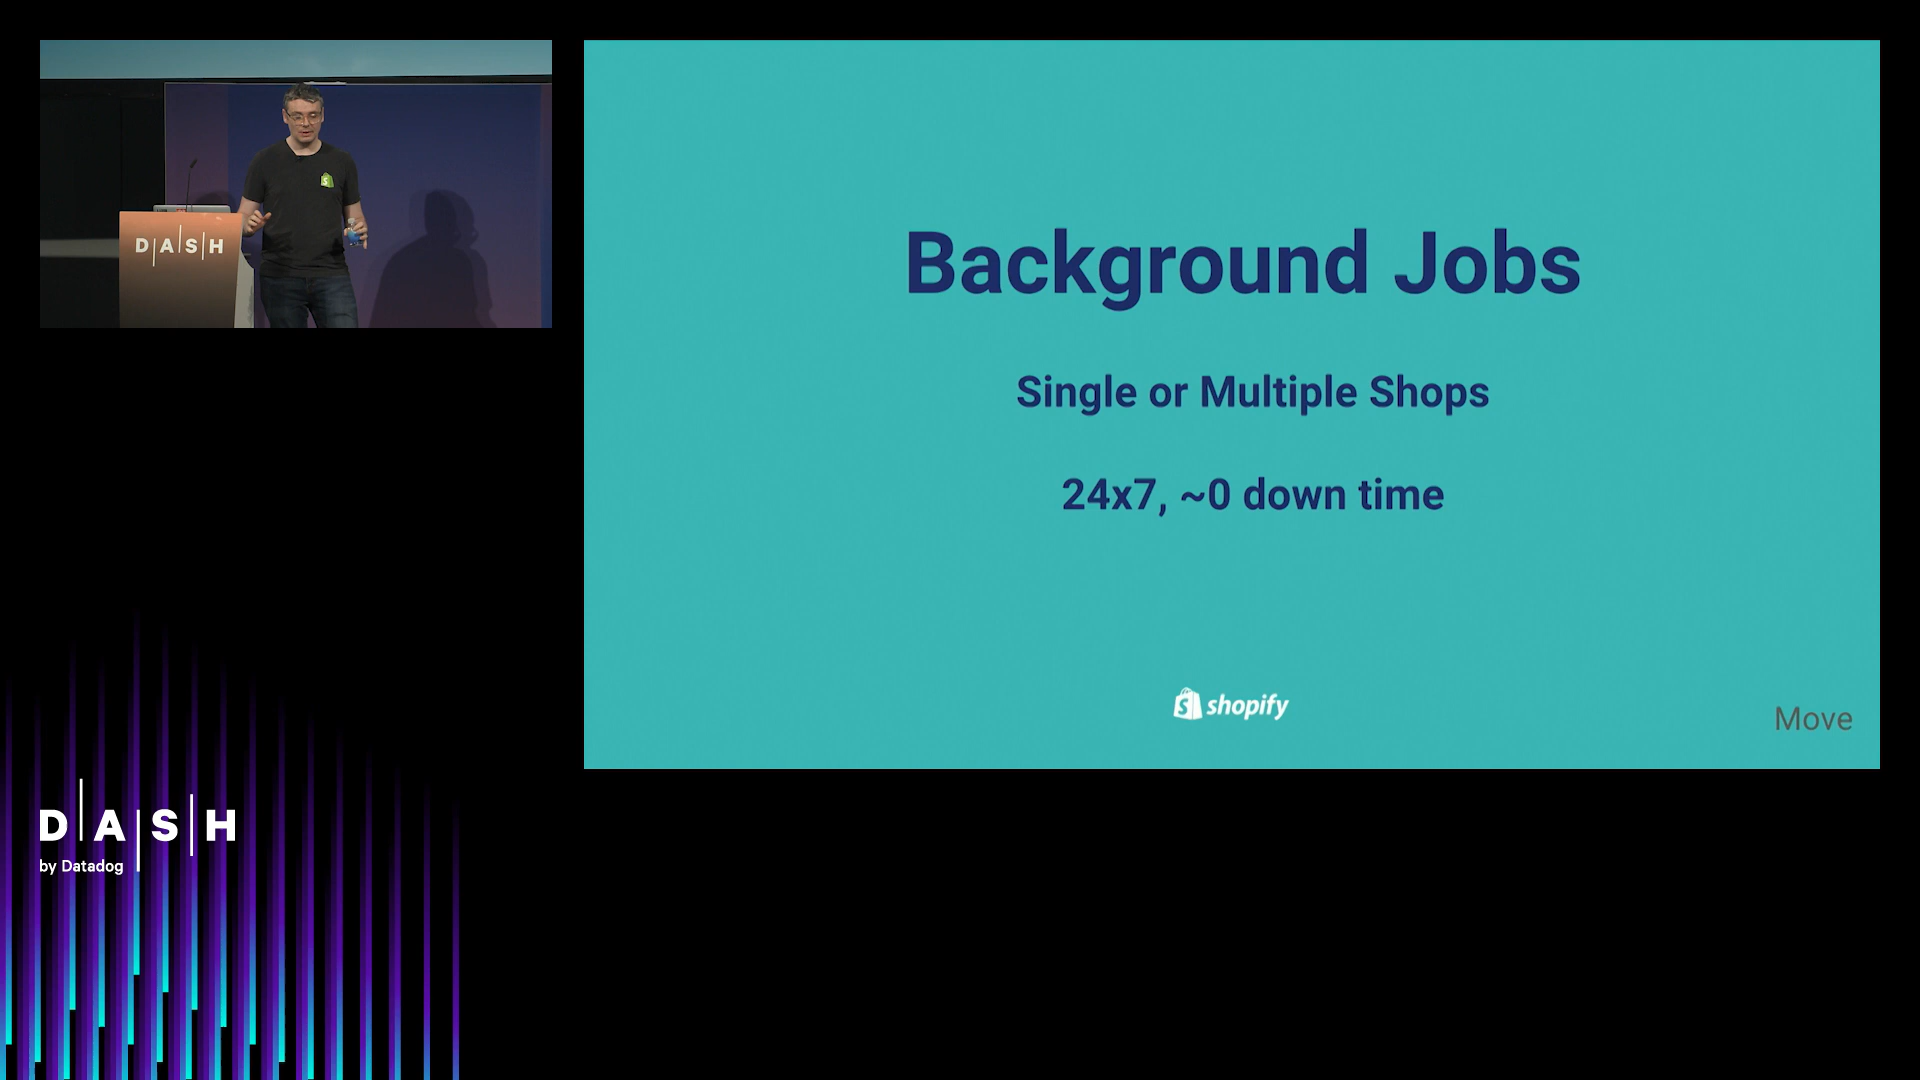 D|A|S|H
Background Jobs
Single or Multiple Shops
24x7, ~0 down time
shopify
Move
D|A|S|H
by Datadog